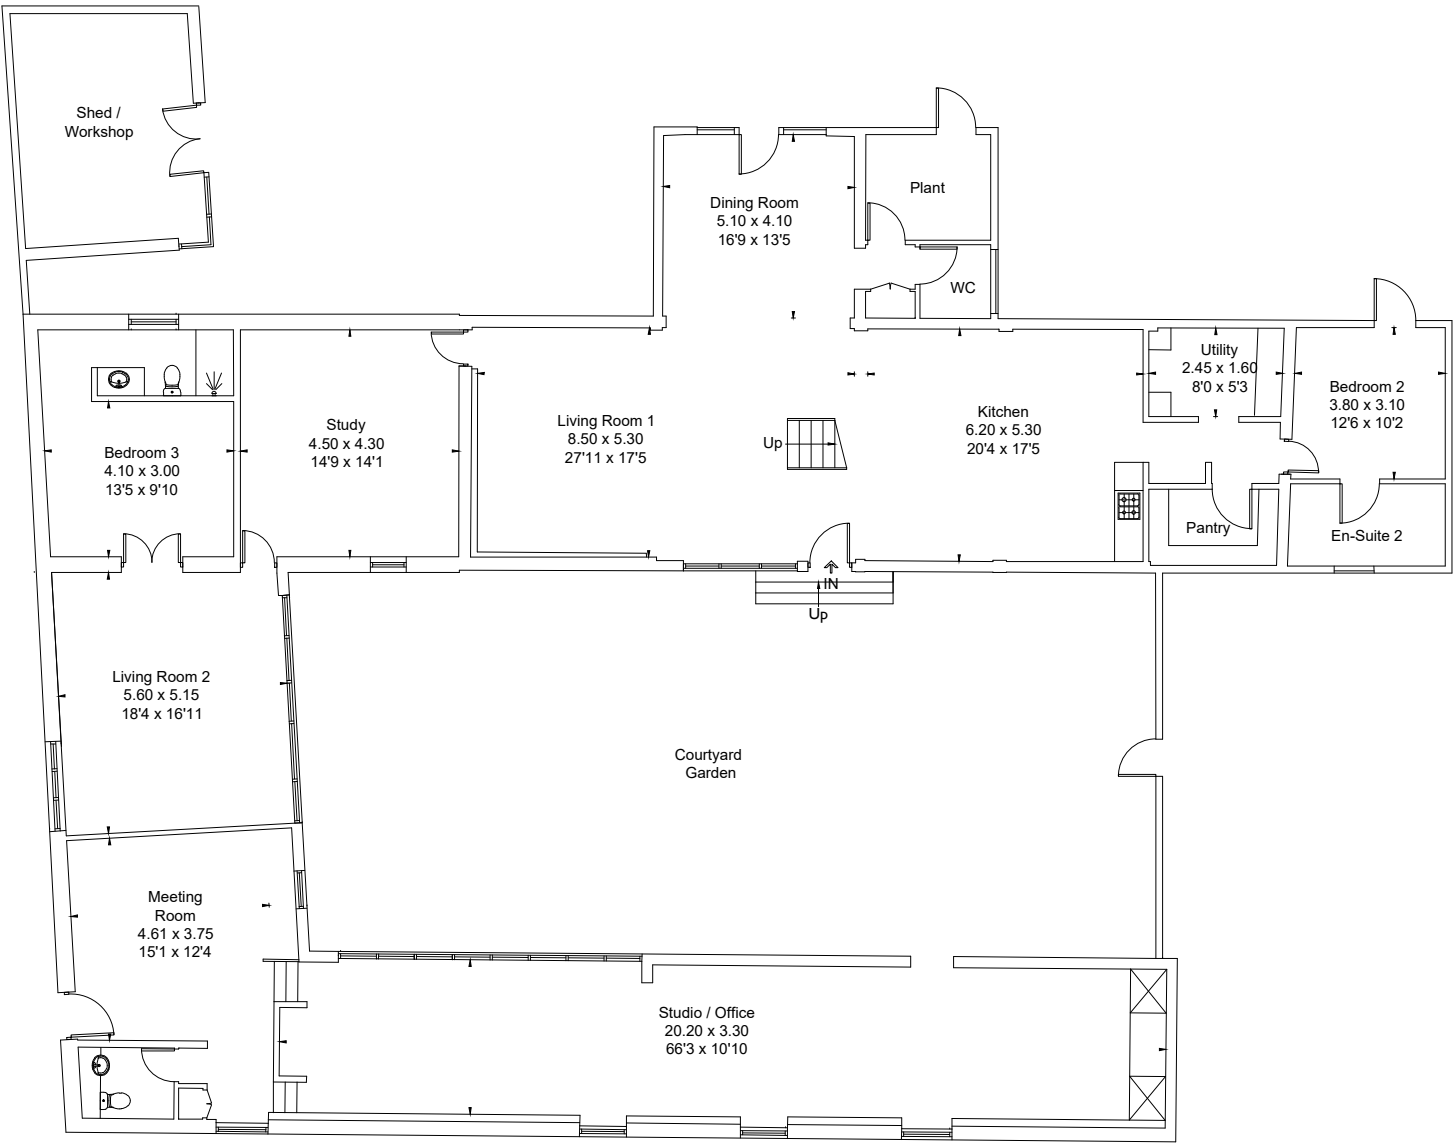 Shed /
Workshop
Plant
Dining Room
5.10 x 4.10
16'9 x 13'5
WC
Utility
2.45 x 1.60
8'0 x 5'3
Bedroom 2
3.80 x 3.10
12'6 x 10'2
Kitchen
6.20 x 5.30
20'4 x 17'5
Living Room 1
8.50 x 5.30
27'11 x 17'5
Up
Study
4.50 x 4.30
14'9 x 14'1
Bedroom 3
4.10 x 3.00
13'5 x 9'10
Pantry
En-Suite 2
IN
Up
Living Room 2
5.60 x 5.15
18'4 x 16'11
Courtyard
Garden
Meeting
Room
4.61 x 3.75
15'1 x 12'4
Studio / Office
20.20 x 3.30
66'3 x 10'10